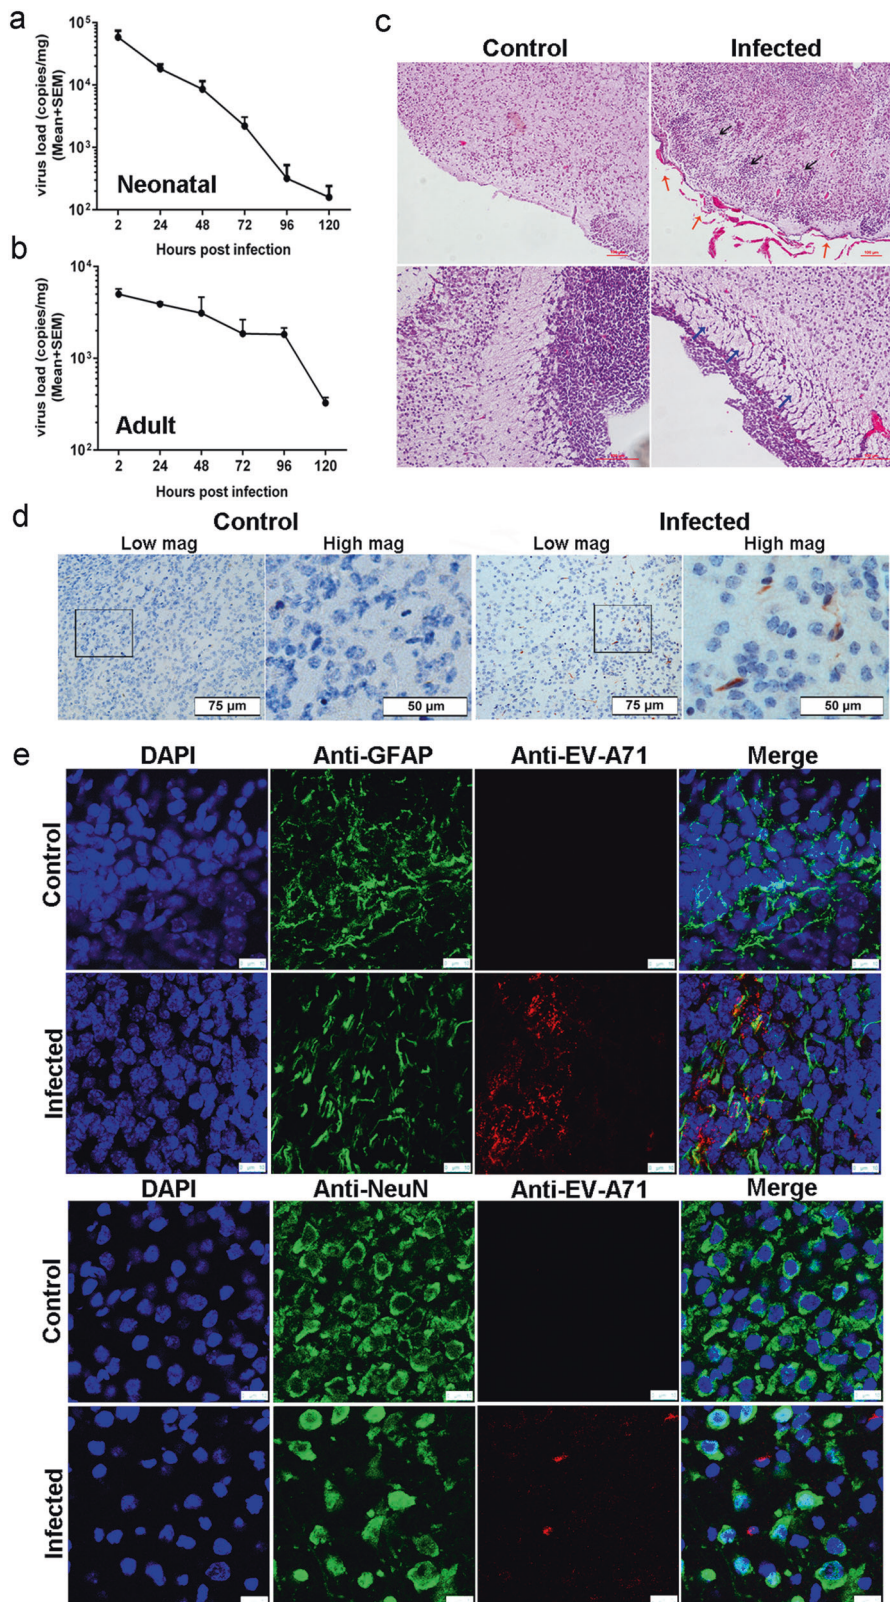 a
virus load (copies/mg)
(Mean+SEM)
10⁵
10⁴
10³
10²
Neonatal
2 24 48 72 96 120
Hours post infection
b
virus load (copies/mg)
(Mean+SEM)
10⁴
10³
10²
Adult
2 24 48 72 96 120
Hours post infection
c
Control Infected
d
Control Infected
Low mag High mag Low mag High mag
75 µm 50 µm 75 µm 50 µm
e
DAPI Anti-GFAP Anti-EV-A71 Merge
Control
Infected
DAPI Anti-NeuN Anti-EV-A71 Merge
Control
Infected